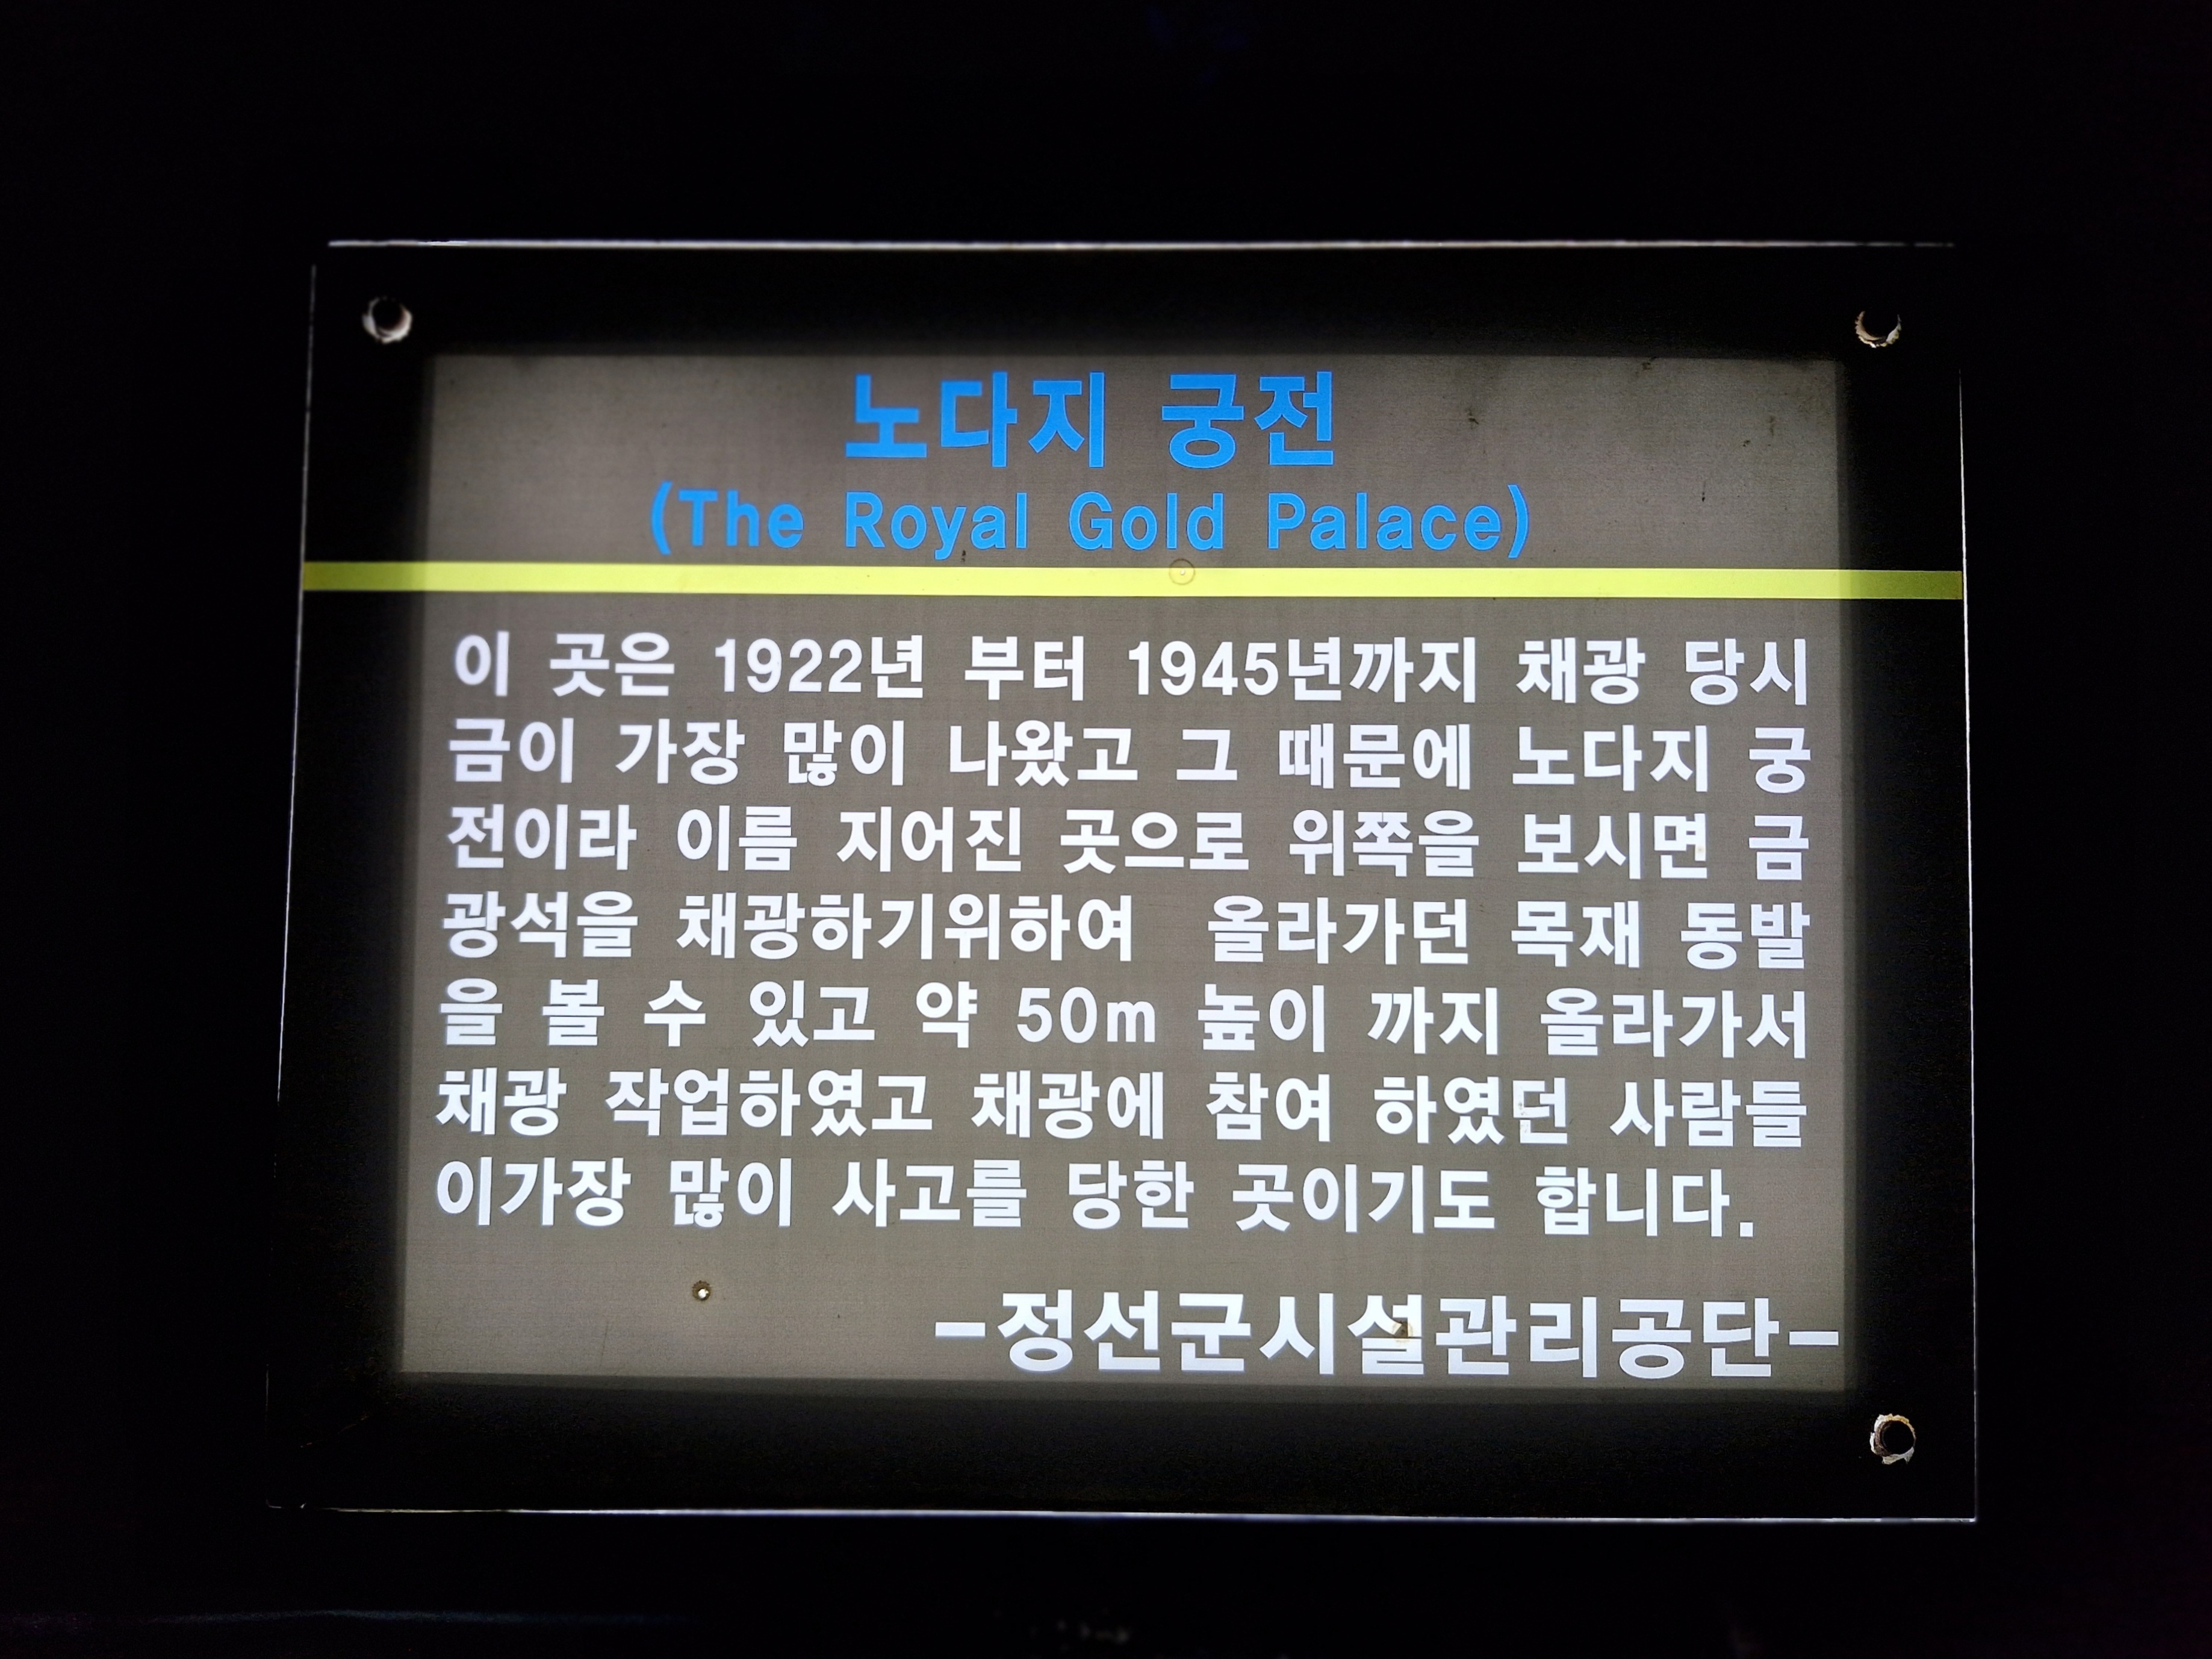 노다지 궁전
(The Royal Gold Palace)
이 곳은 1922년 부터 1945년까지 채광 당시
금이 가장 많이 나왔고 그 때문에 노다지 궁
전이라 이름 지어진 곳으로 위쪽을 보시면 금
광석을 채광하기위하여 올라가던 목재 동발
을 볼 수 있고 약 50m 높이 까지 올라가서
채광 작업하였고 채광에 참여 하였던 사람들
이가장 많이 사고를 당한 곳이기도 합니다.
-정선군시설관리공단-